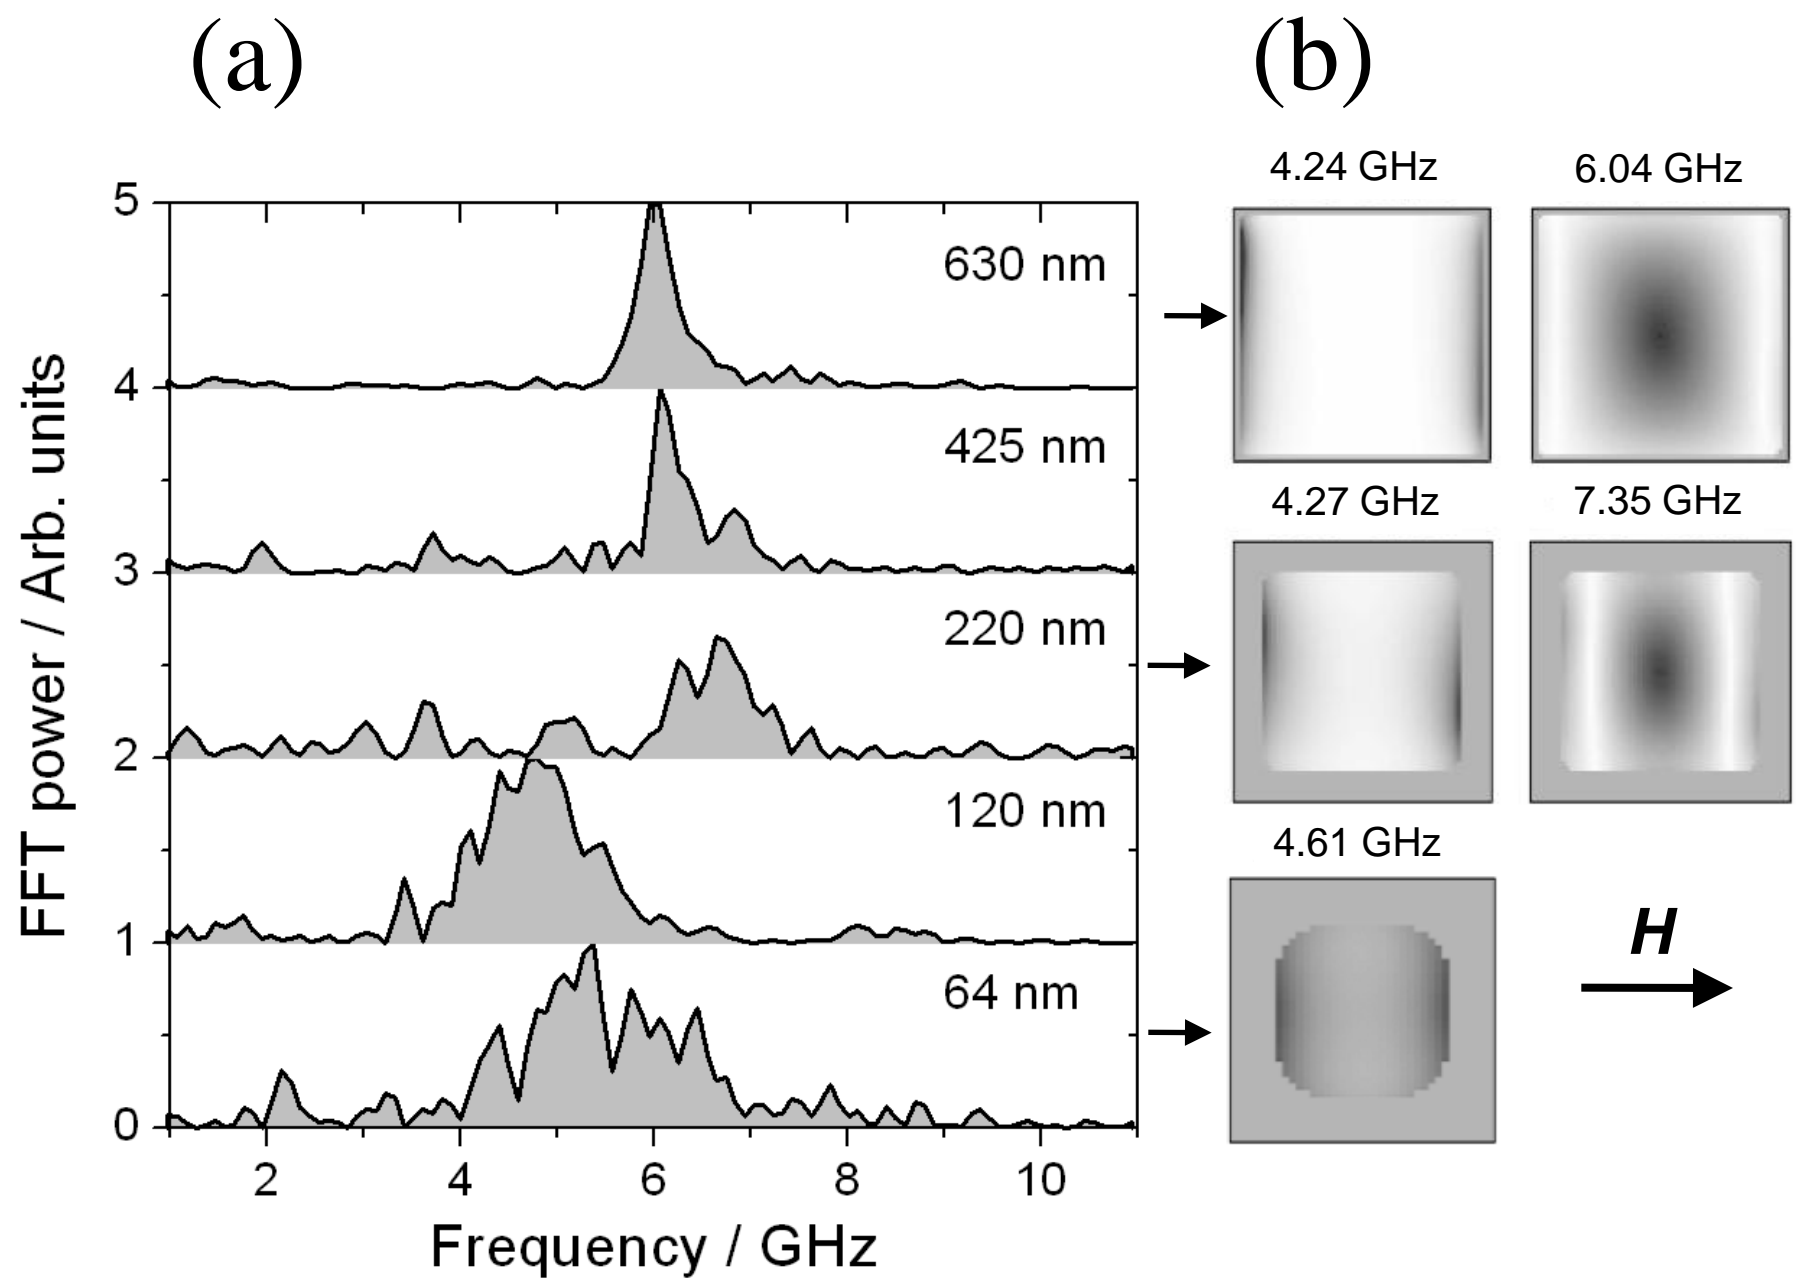 (a)
(b)
4.24 GHz
6.04 GHz
5
630 nm
4
425 nm
4.27 GHz
7.35 GHz
3
220 nm
2
120 nm
4.61 GHz
1
64 nm
H
0
2
4
6
8
10
Frequency / GHz
FFT power / Arb. units